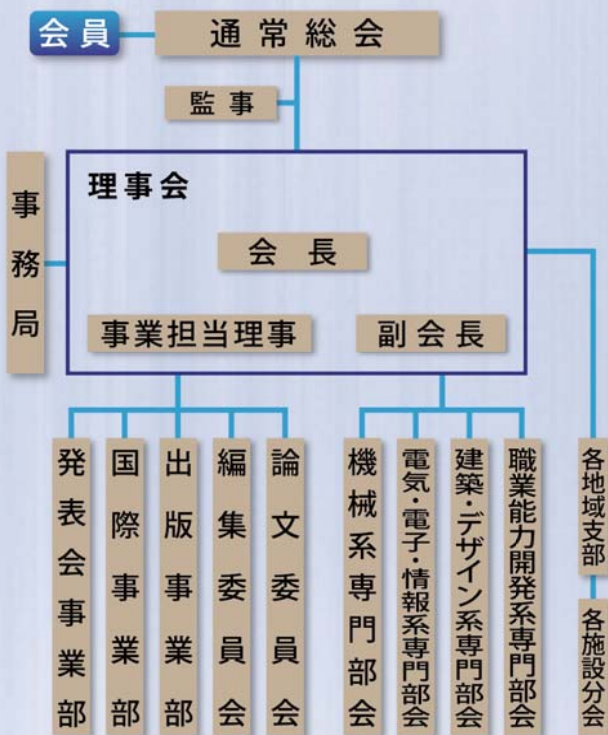 会員
通常総会
監事
事務局
理事会
会長
事業担当理事
副会長
発表会事業部
国際事業部
出版事業部
編集委員会
論文委員会
機械系専門部会
電気・電子・情報系専門部会
建築・デザイン系専門部会
職業能力開発系専門部会
各地域支部
各施設分会